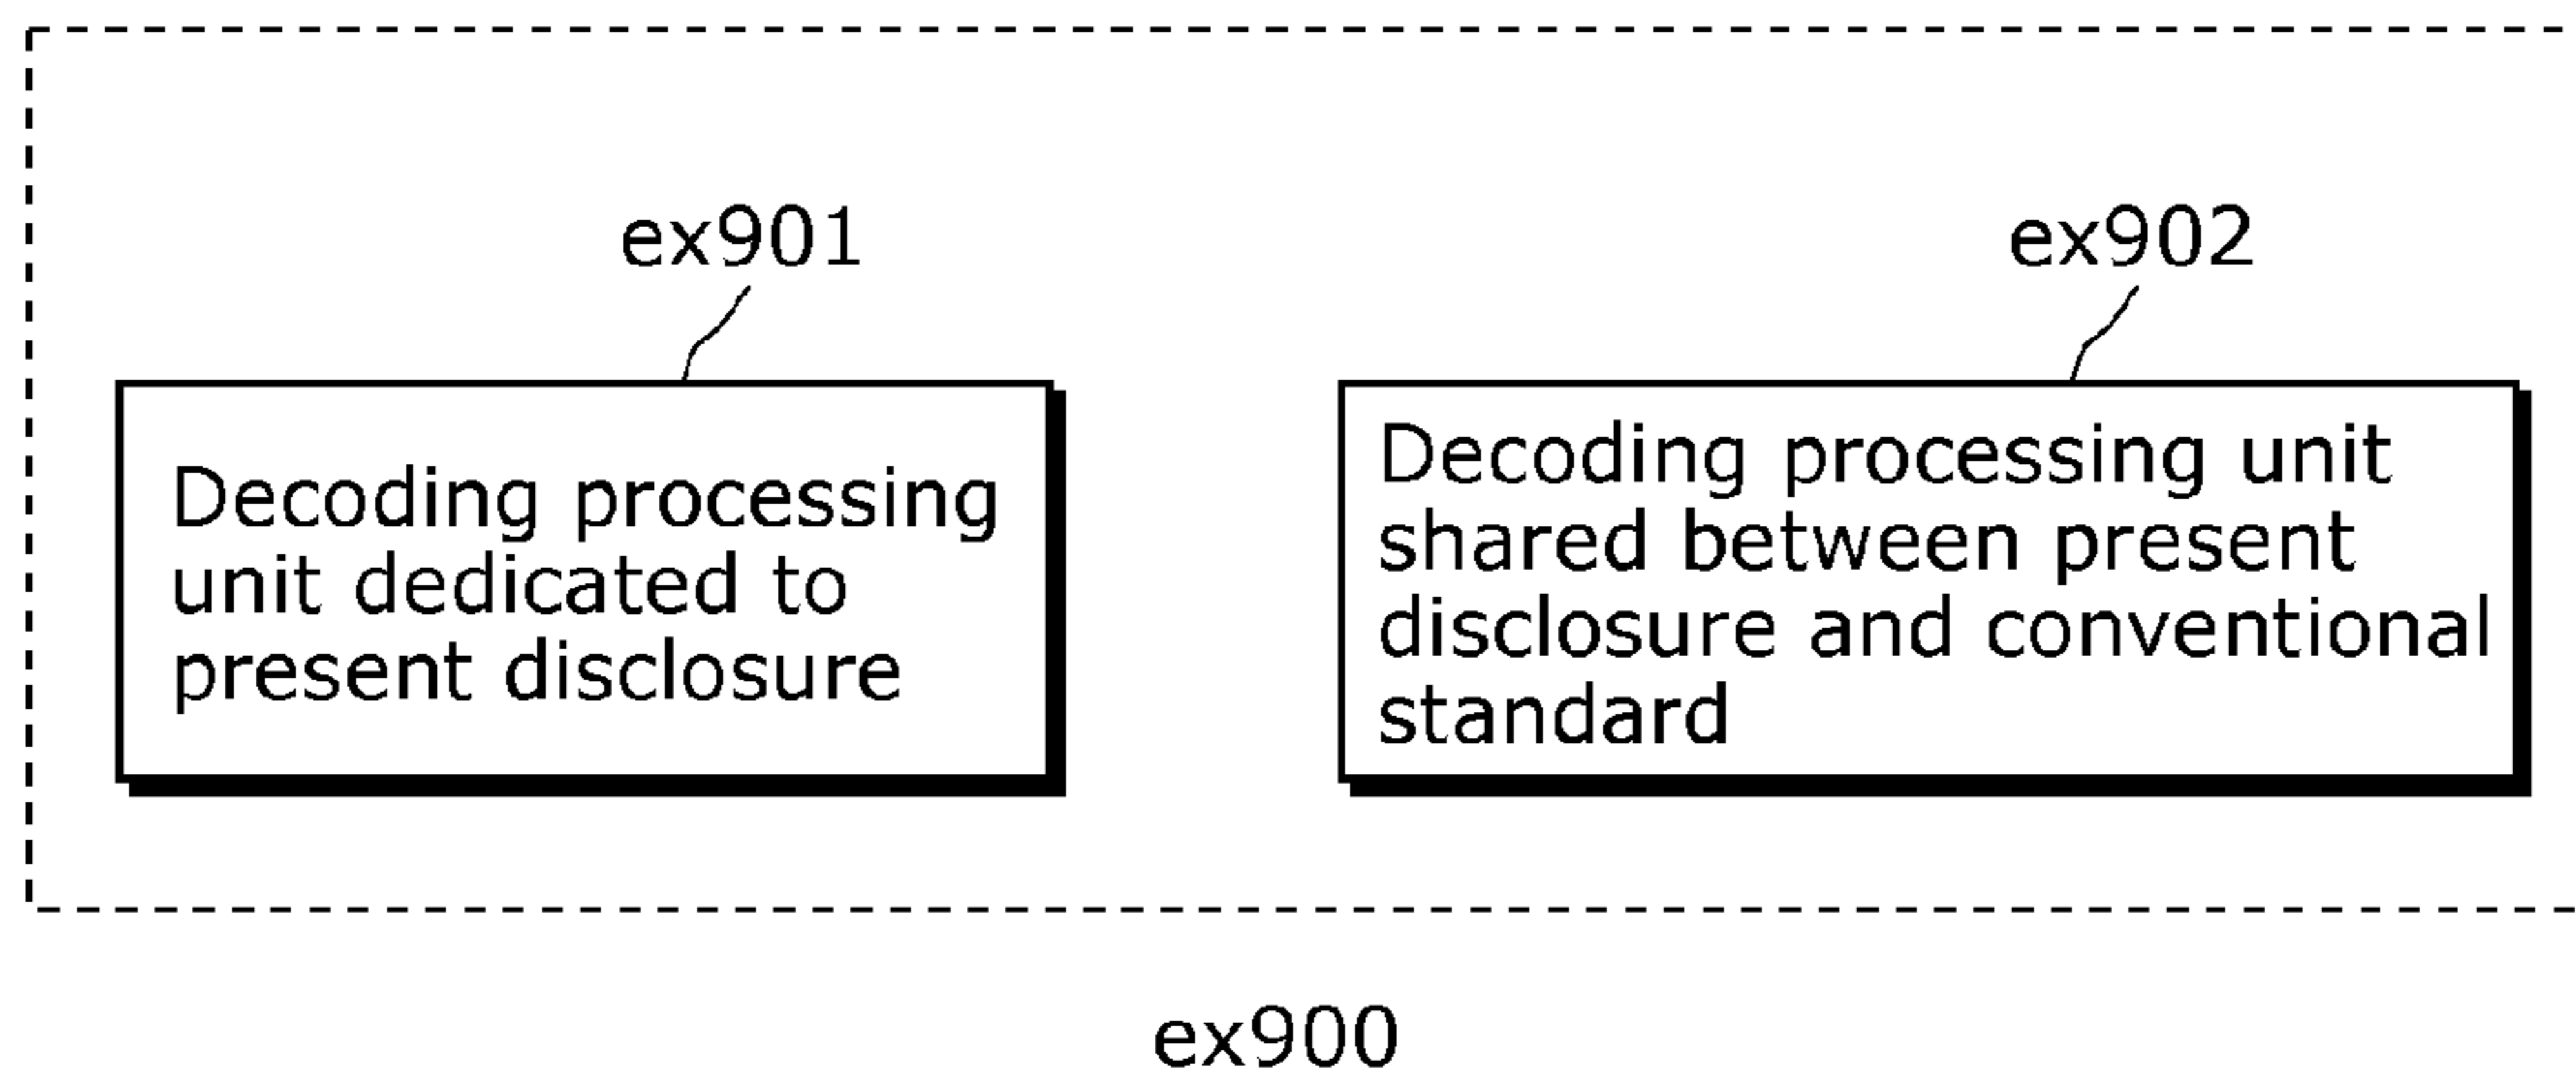 ex901
ex902
Decoding processing
unit dedicated to
present disclosure
Decoding processing unit
shared between present
disclosure and conventional
standard
ex900